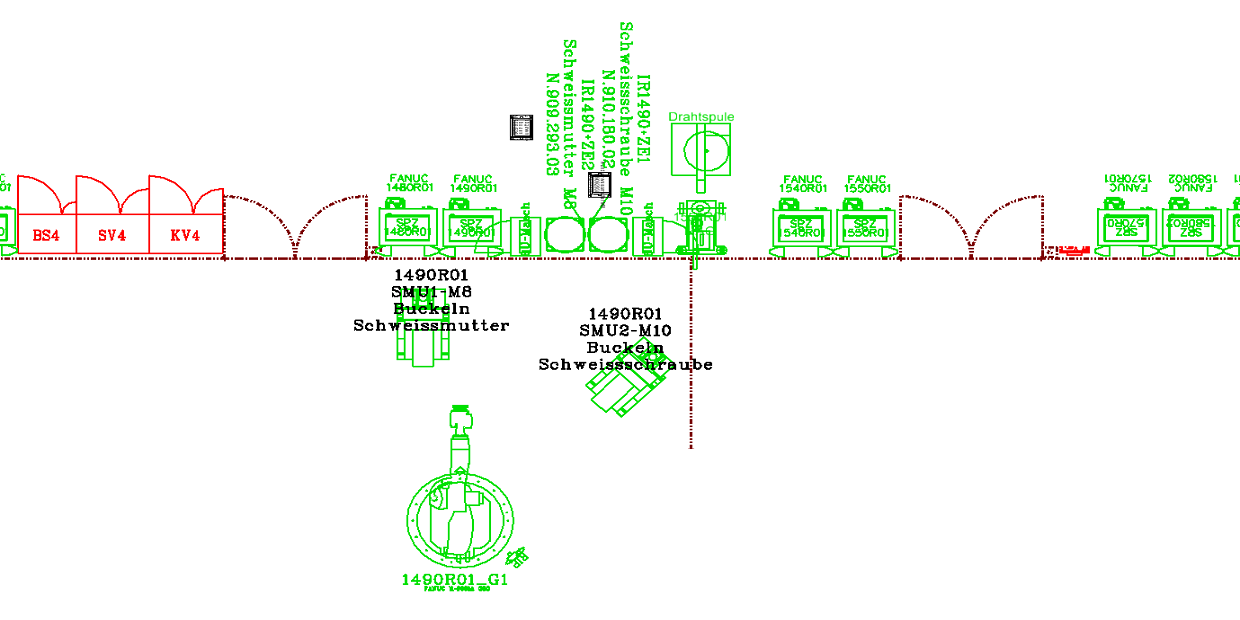 Drahtspule
IR1490+ZE1
Schweissschraube M10
N.910.180.02
IR1490+ZE2
Schweissmutter M8
N.909.293.03
FANUC
1480R01
FANUC
1490R01
FANUC
1540R01
FANUC
1550R01
FANUC
1570R01
FANUC
1580R02
BS4
SV4
KV4
SPZ
1480R01
SPZ
1490R01
SPZ
1540R01
SPZ
1550R01
SPZ
1570R01
SPZ
1580R02
1490R01
SMU1-M8
Buckeln
Schweissmutter
1490R01
SMU2-M10
Buckeln
Schweissschraube
1490R01_G1